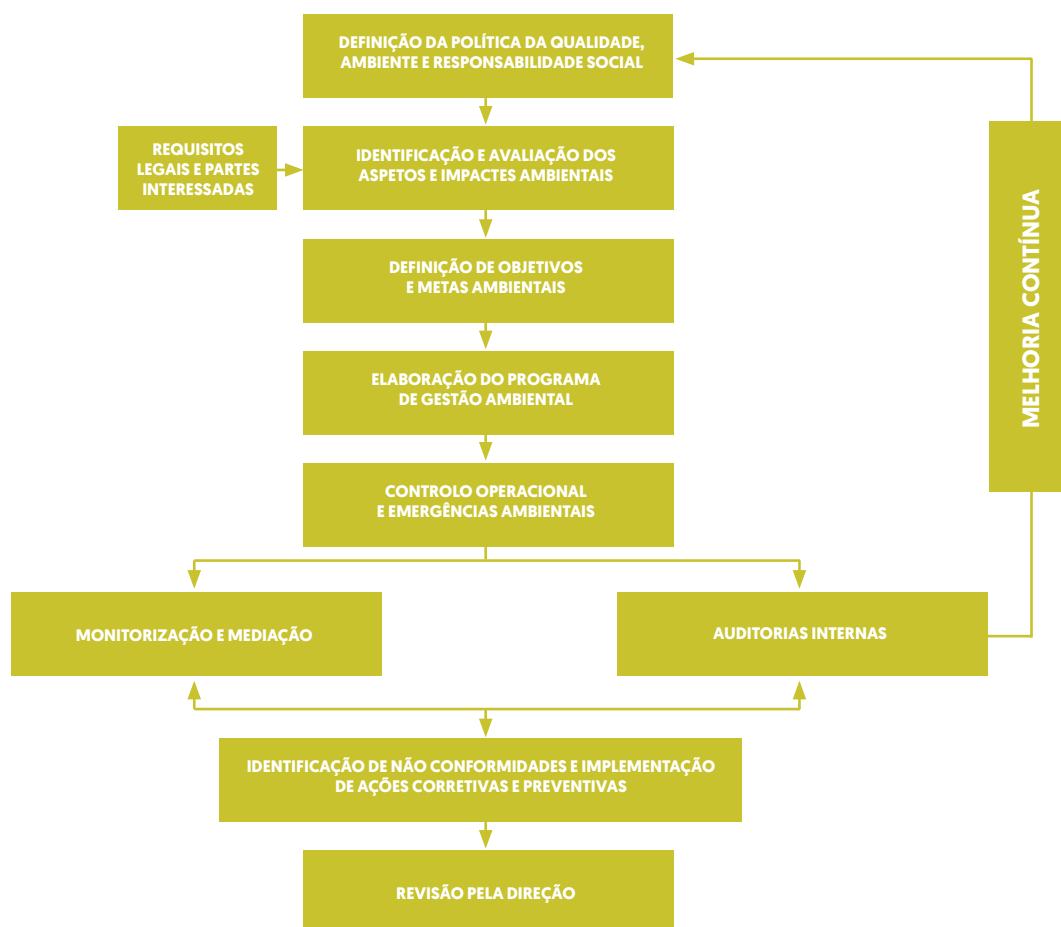 DEFINIÇÃO DA POLÍTICA DA QUALIDADE,
AMBIENTE E RESPONSABILIDADE SOCIAL
REQUISITOS
LEGAIS E PARTES
INTERESSADAS
IDENTIFICAÇÃO E AVALIAÇÃO DOS
ASPETOS E IMPACTES AMBIENTAIS
DEFINIÇÃO DE OBJETIVOS
E METAS AMBIENTAIS
ELABORAÇÃO DO PROGRAMA
DE GESTÃO AMBIENTAL
CONTROLO OPERACIONAL
E EMERGÊNCIAS AMBIENTAIS
MONITORIZAÇÃO E MEDIAÇÃO
AUDITORIAS INTERNAS
MELHORIA CONTÍNUA
IDENTIFICAÇÃO DE NÃO CONFORMIDADES E IMPLEMENTAÇÃO
DE AÇÕES CORRETIVAS E PREVENTIVAS
REVISÃO PELA DIREÇÃO